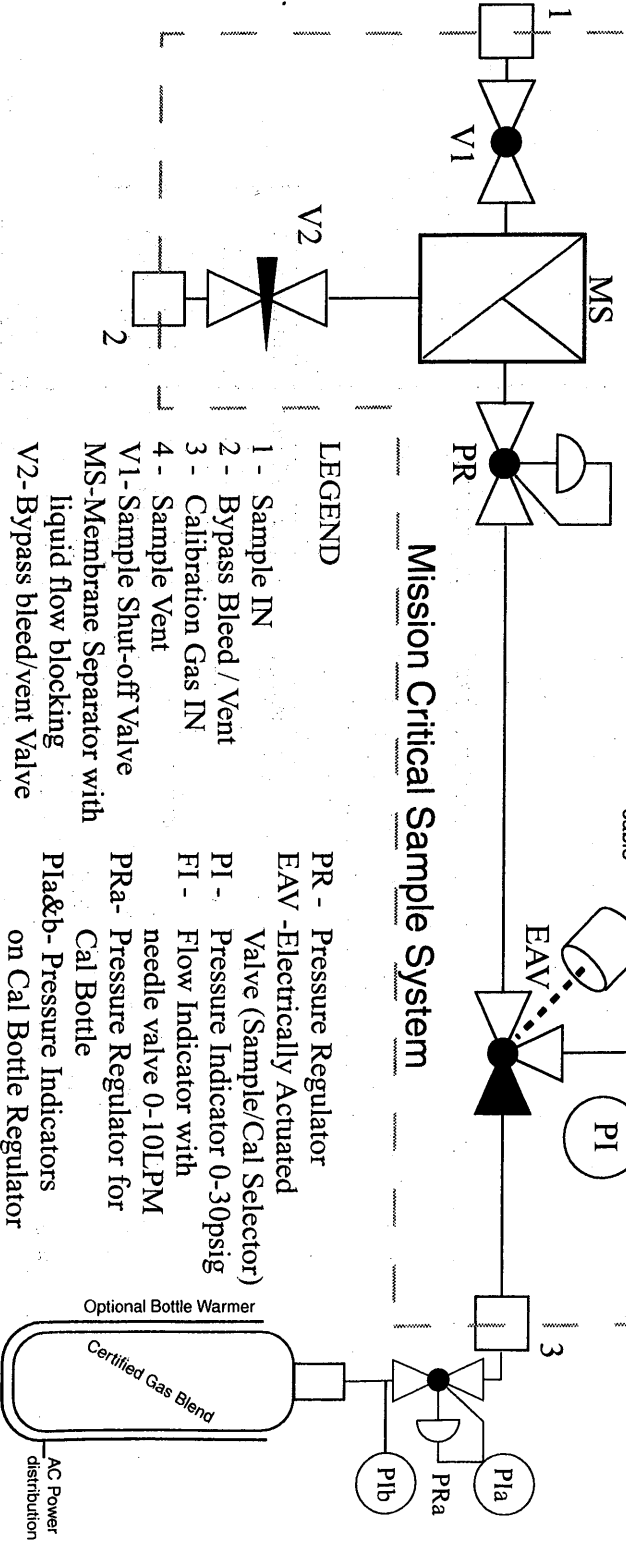 1
V1
MS
V2
2
PR
EAV
PI
3
Mission Critical Sample System
LEGEND
1 - Sample IN
2 - Bypass Bleed / Vent
3 - Calibration Gas IN
4 - Sample Vent
V1- Sample Shut-off Valve
MS-Membrane Separator with
liquid flow blocking
V2- Bypass bleed/vent Valve
PR - Pressure Regulator
EAV -Electrically Actuated
Valve (Sample/Cal Selector)
PI - Pressure Indicator 0-30psig
FI - Flow Indicator with
needle valve 0-10LPM
PRa- Pressure Regulator for
Cal Bottle
PIa&b- Pressure Indicators
on Cal Bottle Regulator
Optional Bottle Warmer
Certified Gas Blend
PIa
PRa
PIb
AC Power
distribution